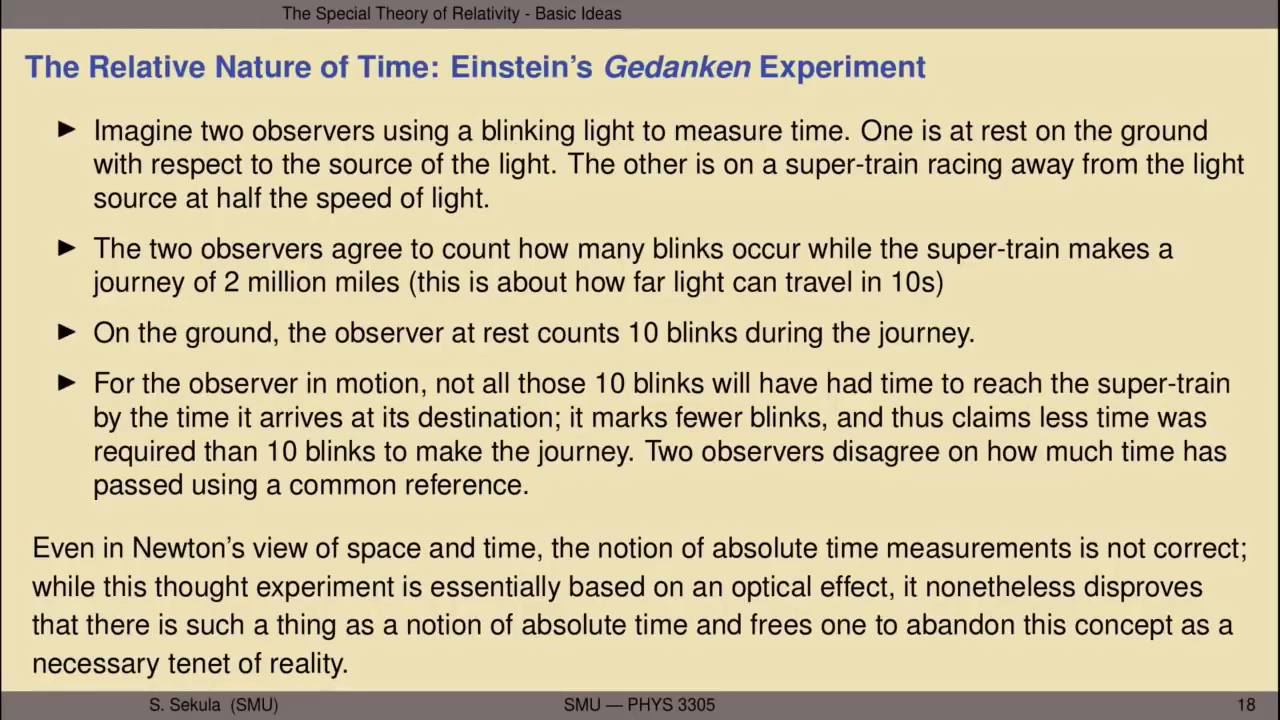 The Special Theory of Relativity - Basic Ideas
The Relative Nature of Time: Einstein's Gedanken Experiment
▶ Imagine two observers using a blinking light to measure time. One is at rest on the ground
with respect to the source of the light. The other is on a super-train racing away from the light
source at half the speed of light.
▶ The two observers agree to count how many blinks occur while the super-train makes a
journey of 2 million miles (this is about how far light can travel in 10s)
▶ On the ground, the observer at rest counts 10 blinks during the journey.
▶ For the observer in motion, not all those 10 blinks will have had time to reach the super-train
by the time it arrives at its destination; it marks fewer blinks, and thus claims less time was
required than 10 blinks to make the journey. Two observers disagree on how much time has
passed using a common reference.
Even in Newton's view of space and time, the notion of absolute time measurements is not correct;
while this thought experiment is essentially based on an optical effect, it nonetheless disproves
that there is such a thing as a notion of absolute time and frees one to abandon this concept as a
necessary tenet of reality.
S. Sekula (SMU) SMU — PHYS 3305 18